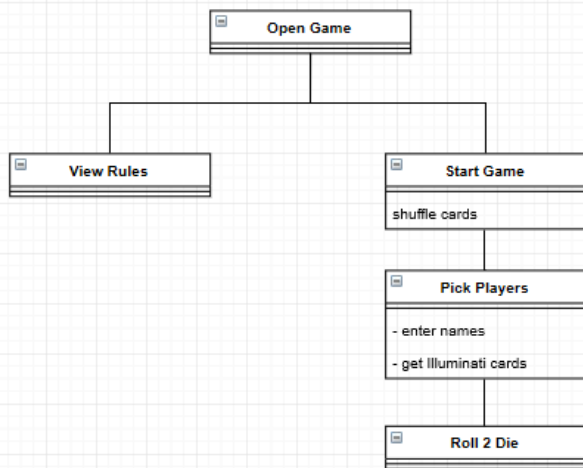 Open Game
View Rules
Start Game
shuffle cards
Pick Players
- enter names
- get Illuminati cards
Roll 2 Die